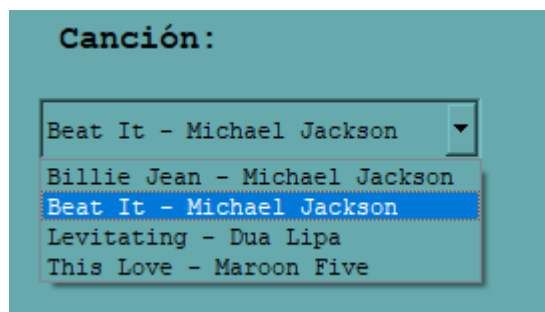 Canción:
Beat It - Michael Jackson
Billie Jean - Michael Jackson
Beat It - Michael Jackson
Levitating - Dua Lipa
This Love - Maroon Five